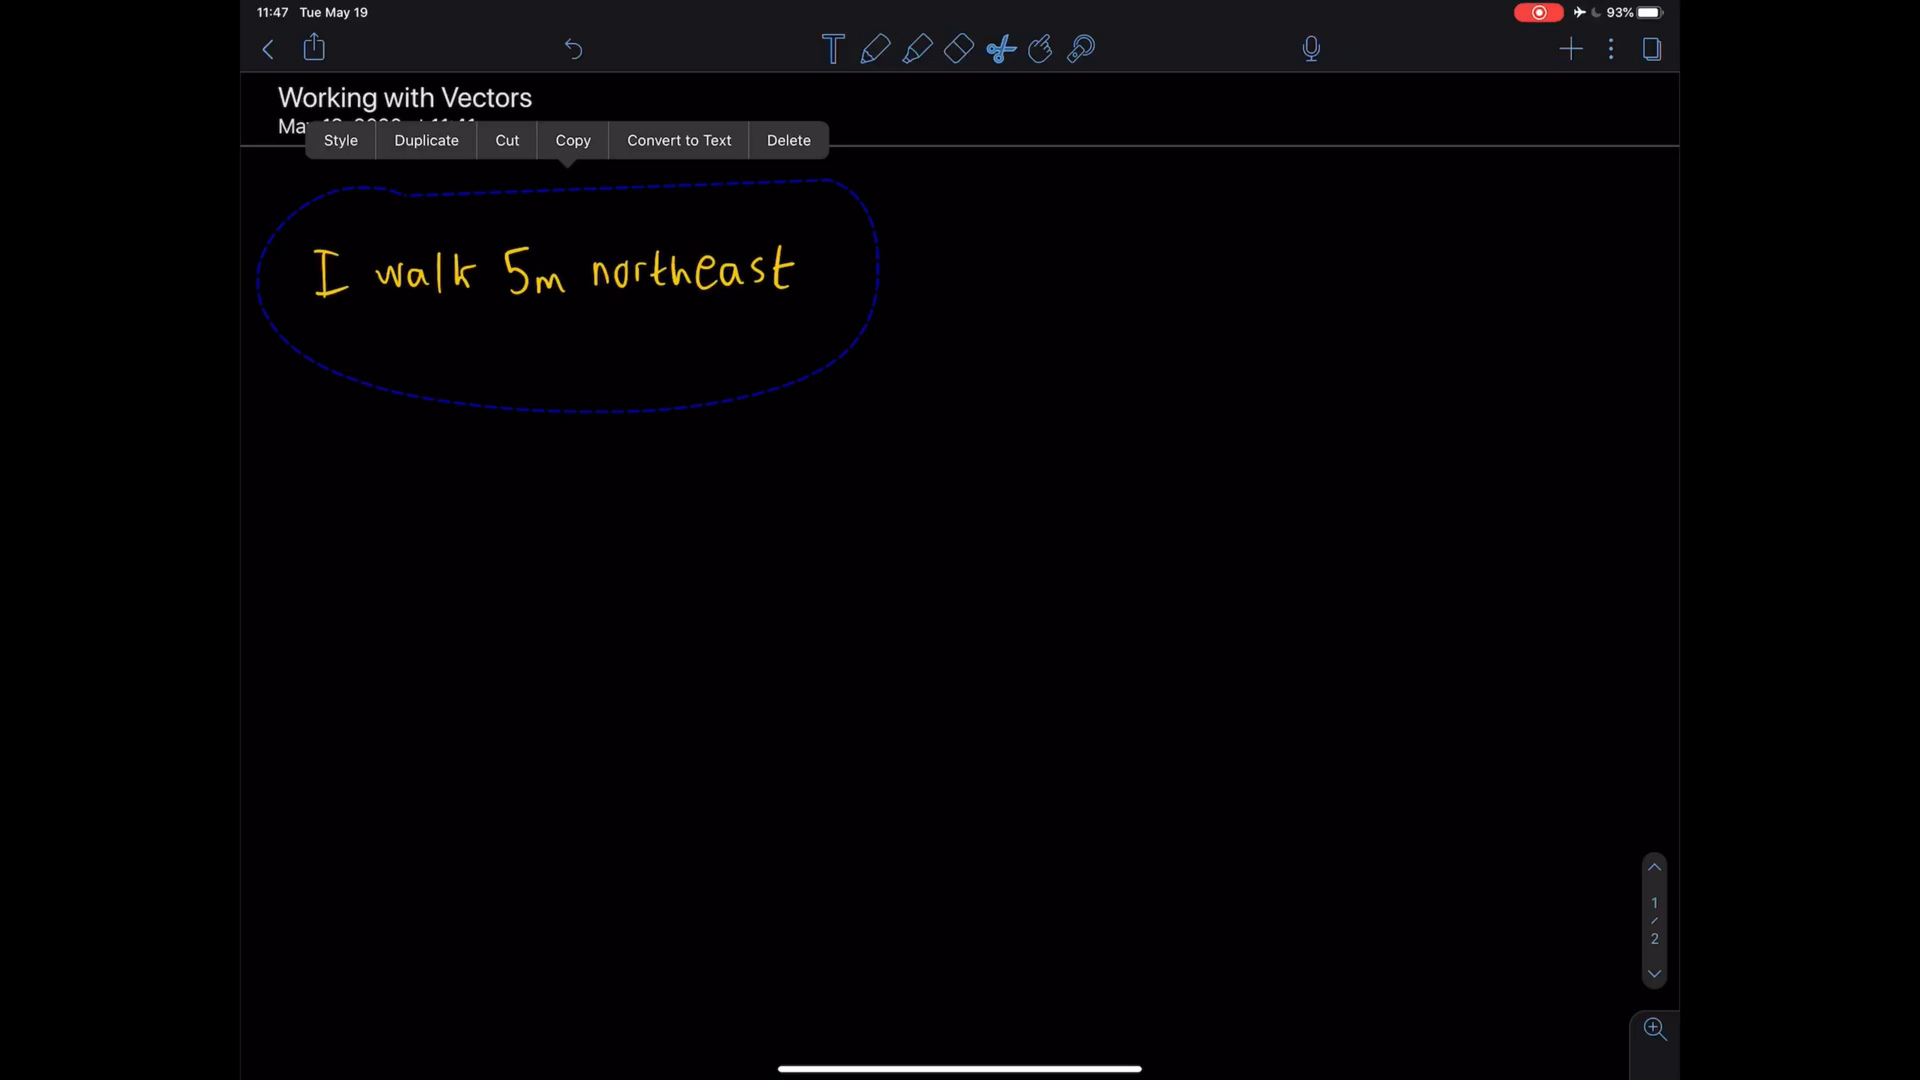 11:47 Tue May 19
93%
Working with Vectors
Style Duplicate Cut Copy Convert to Text Delete
I walk 5m northeast
1
/
2